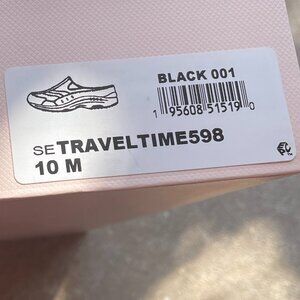 BLACK 001
1 95608 51519 0
SE TRAVELTIME598
10 M